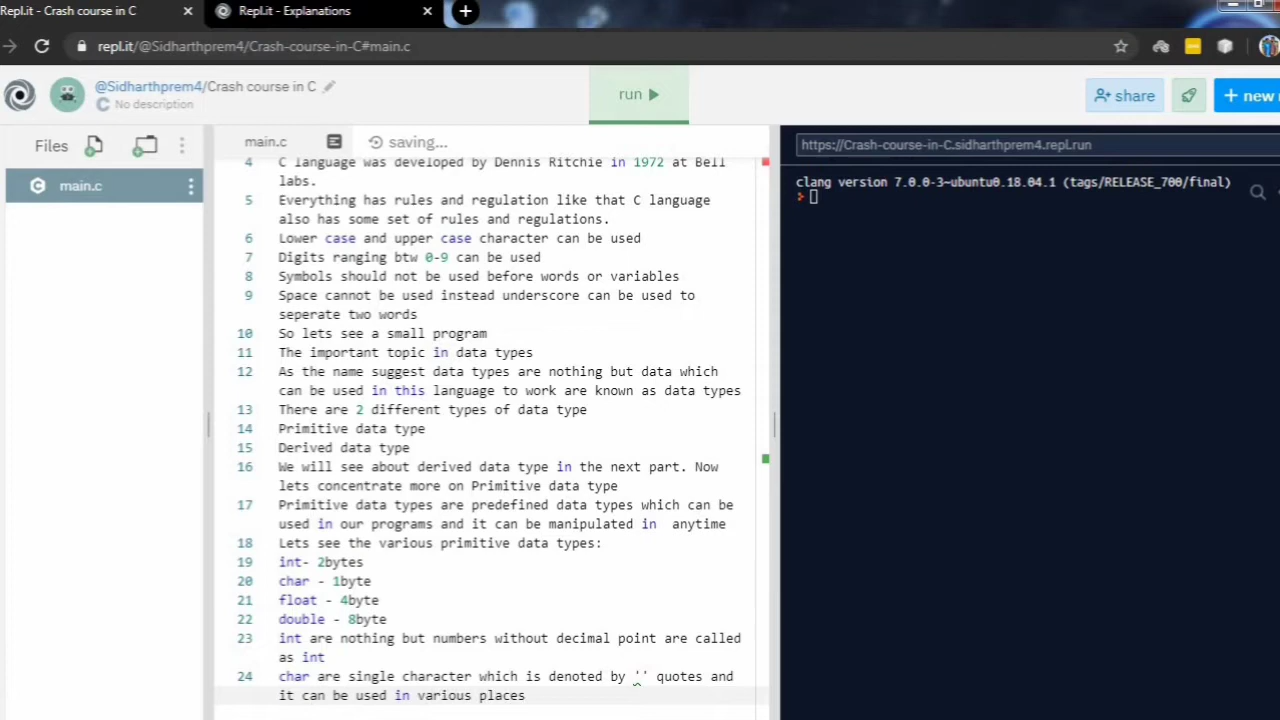 Repl.it - Crash course in C
Repl.it - Explanations
repl.it/@Sidharthprem4/Crash-course-in-C#main.c
@Sidharthprem4/Crash course in C
No description
run
share
+ new
Files
main.c
main.c
saving...
4 C language was developed by Dennis Ritchie in 1972 at Bell
labs.
5 Everything has rules and regulation like that C language
also has some set of rules and regulations.
6 Lower case and upper case character can be used
7 Digits ranging btw 0-9 can be used
8 Symbols should not be used before words or variables
9 Space cannot be used instead underscore can be used to
seperate two words
10 So lets see a small program
11 The important topic in data types
12 As the name suggest data types are nothing but data which
can be used in this language to work are known as data types
13 There are 2 different types of data type
14 Primitive data type
15 Derived data type
16 We will see about derived data type in the next part. Now
lets concentrate more on Primitive data type
17 Primitive data types are predefined data types which can be
used in our programs and it can be manipulated in  anytime
18 Lets see the various primitive data types:
19 int- 2bytes
20 char - 1byte
21 float - 4byte
22 double - 8byte
23 int are nothing but numbers without decimal point are called
as int
24 char are single character which is denoted by '' quotes and
it can be used in various places
https://Crash-course-in-C.sidharthprem4.repl.run
clang version 7.0.0-3~ubuntu0.18.04.1 (tags/RELEASE_700/final)
>